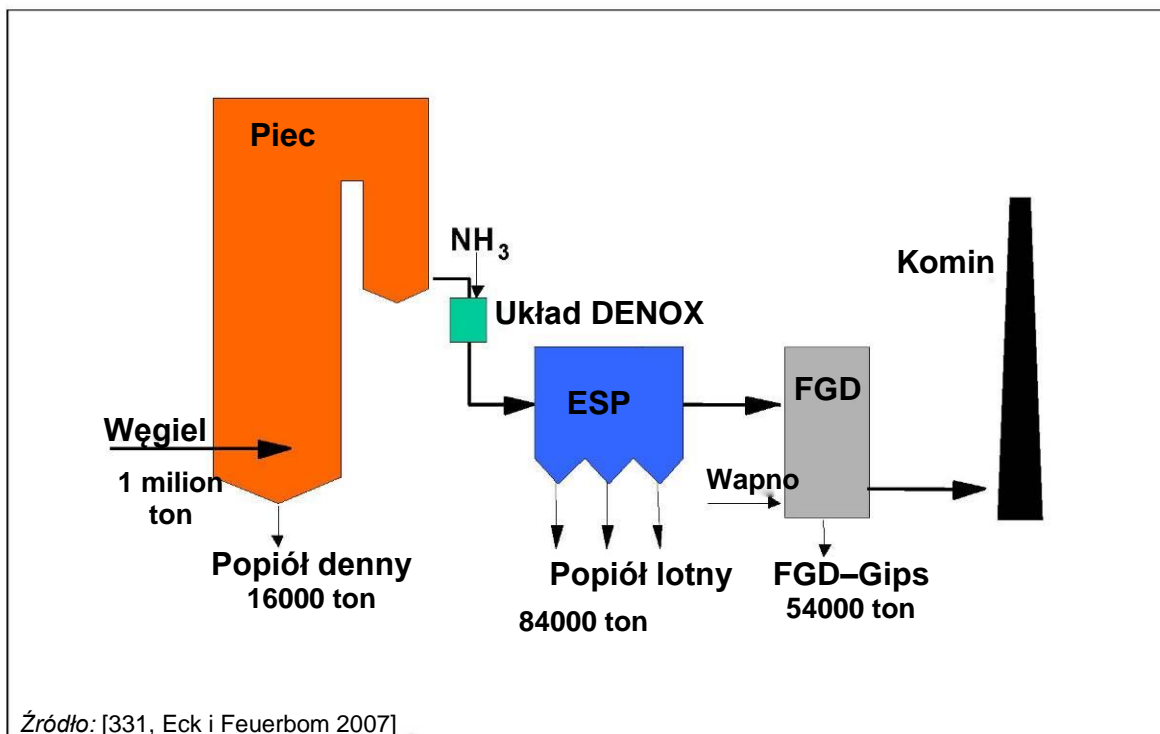 Piec
NH3
Układ DENOX
Komin
ESP
FGD
Węgiel
1 milion
ton
Wapno
Popiół denny
16000 ton
Popiół lotny
84000 ton
FGD–Gips
54000 ton
Źródło: [331, Eck i Feuerbom 2007]